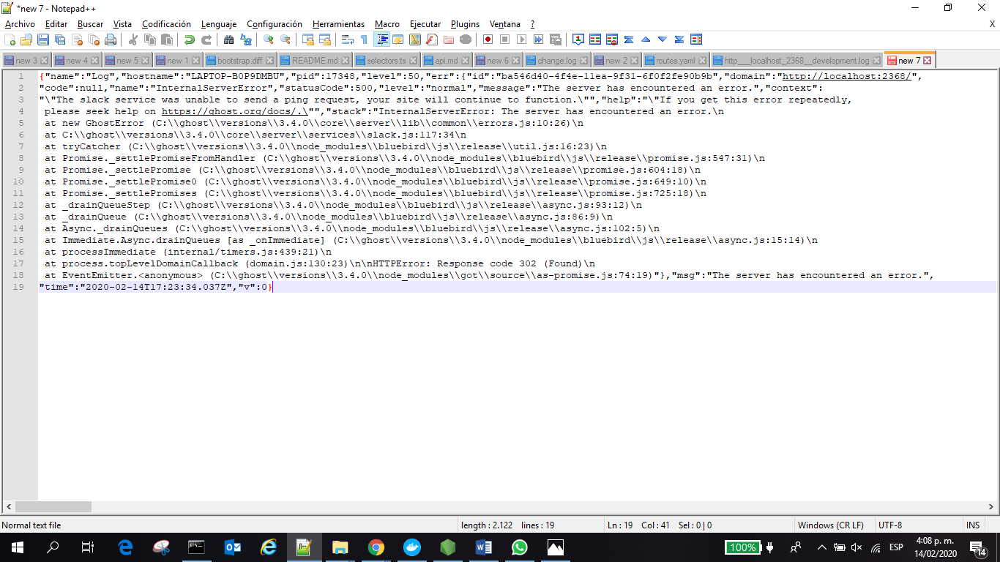 *new 7 - Notepad++
Archivo Editar Buscar Vista Codificación Lenguaje Configuración Herramientas Macro Ejecutar Plugins Ventana ? X
new 3 new 4 new 5 new 1 bootstrap.diff README.md selectors.ts api.md new 6 change.log new 2 routes.yaml http___localhost_2368__development.log new 7
1 {"name":"Log","hostname":"LAPTOP-B0P9DMBU","pid":17348,"level":50,"err":{"id":"ba546d40-4f4e-11ea-9f31-6f0f2fe90b9b","domain":"http://localhost:2368/",
2 "code":null,"name":"InternalServerError","statusCode":500,"level":"normal","message":"The server has encountered an error.","context":
3 "\"The slack service was unable to send a ping request, your site will continue to function.\"","help":"\"If you get this error repeatedly,
4 please seek help on https://ghost.org/docs/.\"","stack":"InternalServerError: The server has encountered an error.\n
5 at new GhostError (C:\\ghost\\versions\\3.4.0\\core\\server\\lib\\common\\errors.js:10:26)\n
6 at C:\\ghost\\versions\\3.4.0\\core\\server\\services\\slack.js:117:34\n
7 at tryCatcher (C:\\ghost\\versions\\3.4.0\\node_modules\\bluebird\\js\\release\\util.js:16:23)\n
8 at Promise._settlePromiseFromHandler (C:\\ghost\\versions\\3.4.0\\node_modules\\bluebird\\js\\release\\promise.js:547:31)\n
9 at Promise._settlePromise (C:\\ghost\\versions\\3.4.0\\node_modules\\bluebird\\js\\release\\promise.js:604:18)\n
10 at Promise._settlePromise0 (C:\\ghost\\versions\\3.4.0\\node_modules\\bluebird\\js\\release\\promise.js:649:10)\n
11 at Promise._settlePromises (C:\\ghost\\versions\\3.4.0\\node_modules\\bluebird\\js\\release\\promise.js:725:18)\n
12 at _drainQueueStep (C:\\ghost\\versions\\3.4.0\\node_modules\\bluebird\\js\\release\\async.js:93:12)\n
13 at _drainQueue (C:\\ghost\\versions\\3.4.0\\node_modules\\bluebird\\js\\release\\async.js:86:9)\n
14 at Async._drainQueues (C:\\ghost\\versions\\3.4.0\\node_modules\\bluebird\\js\\release\\async.js:102:5)\n
15 at Immediate.Async.drainQueues [as _onImmediate] (C:\\ghost\\versions\\3.4.0\\node_modules\\bluebird\\js\\release\\async.js:15:14)\n
16 at processImmediate (internal/timers.js:439:21)\n
17 at process.topLevelDomainCallback (domain.js:130:23)\n\nHTTPError: Response code 302 (Found)\n
18 at EventEmitter.<anonymous> (C:\\ghost\\versions\\3.4.0\\node_modules\\got\\source\\as-promise.js:74:19)"},"msg":"The server has encountered an error.",
19 "time":"2020-02-14T17:23:34.037Z","v":0}
Normal text file length : 2.122 lines : 19 Ln : 19 Col : 41 Sel : 0 | 0 Windows (CR LF) UTF-8 INS
100% ESP 4:08 p. m.
14/02/2020 14